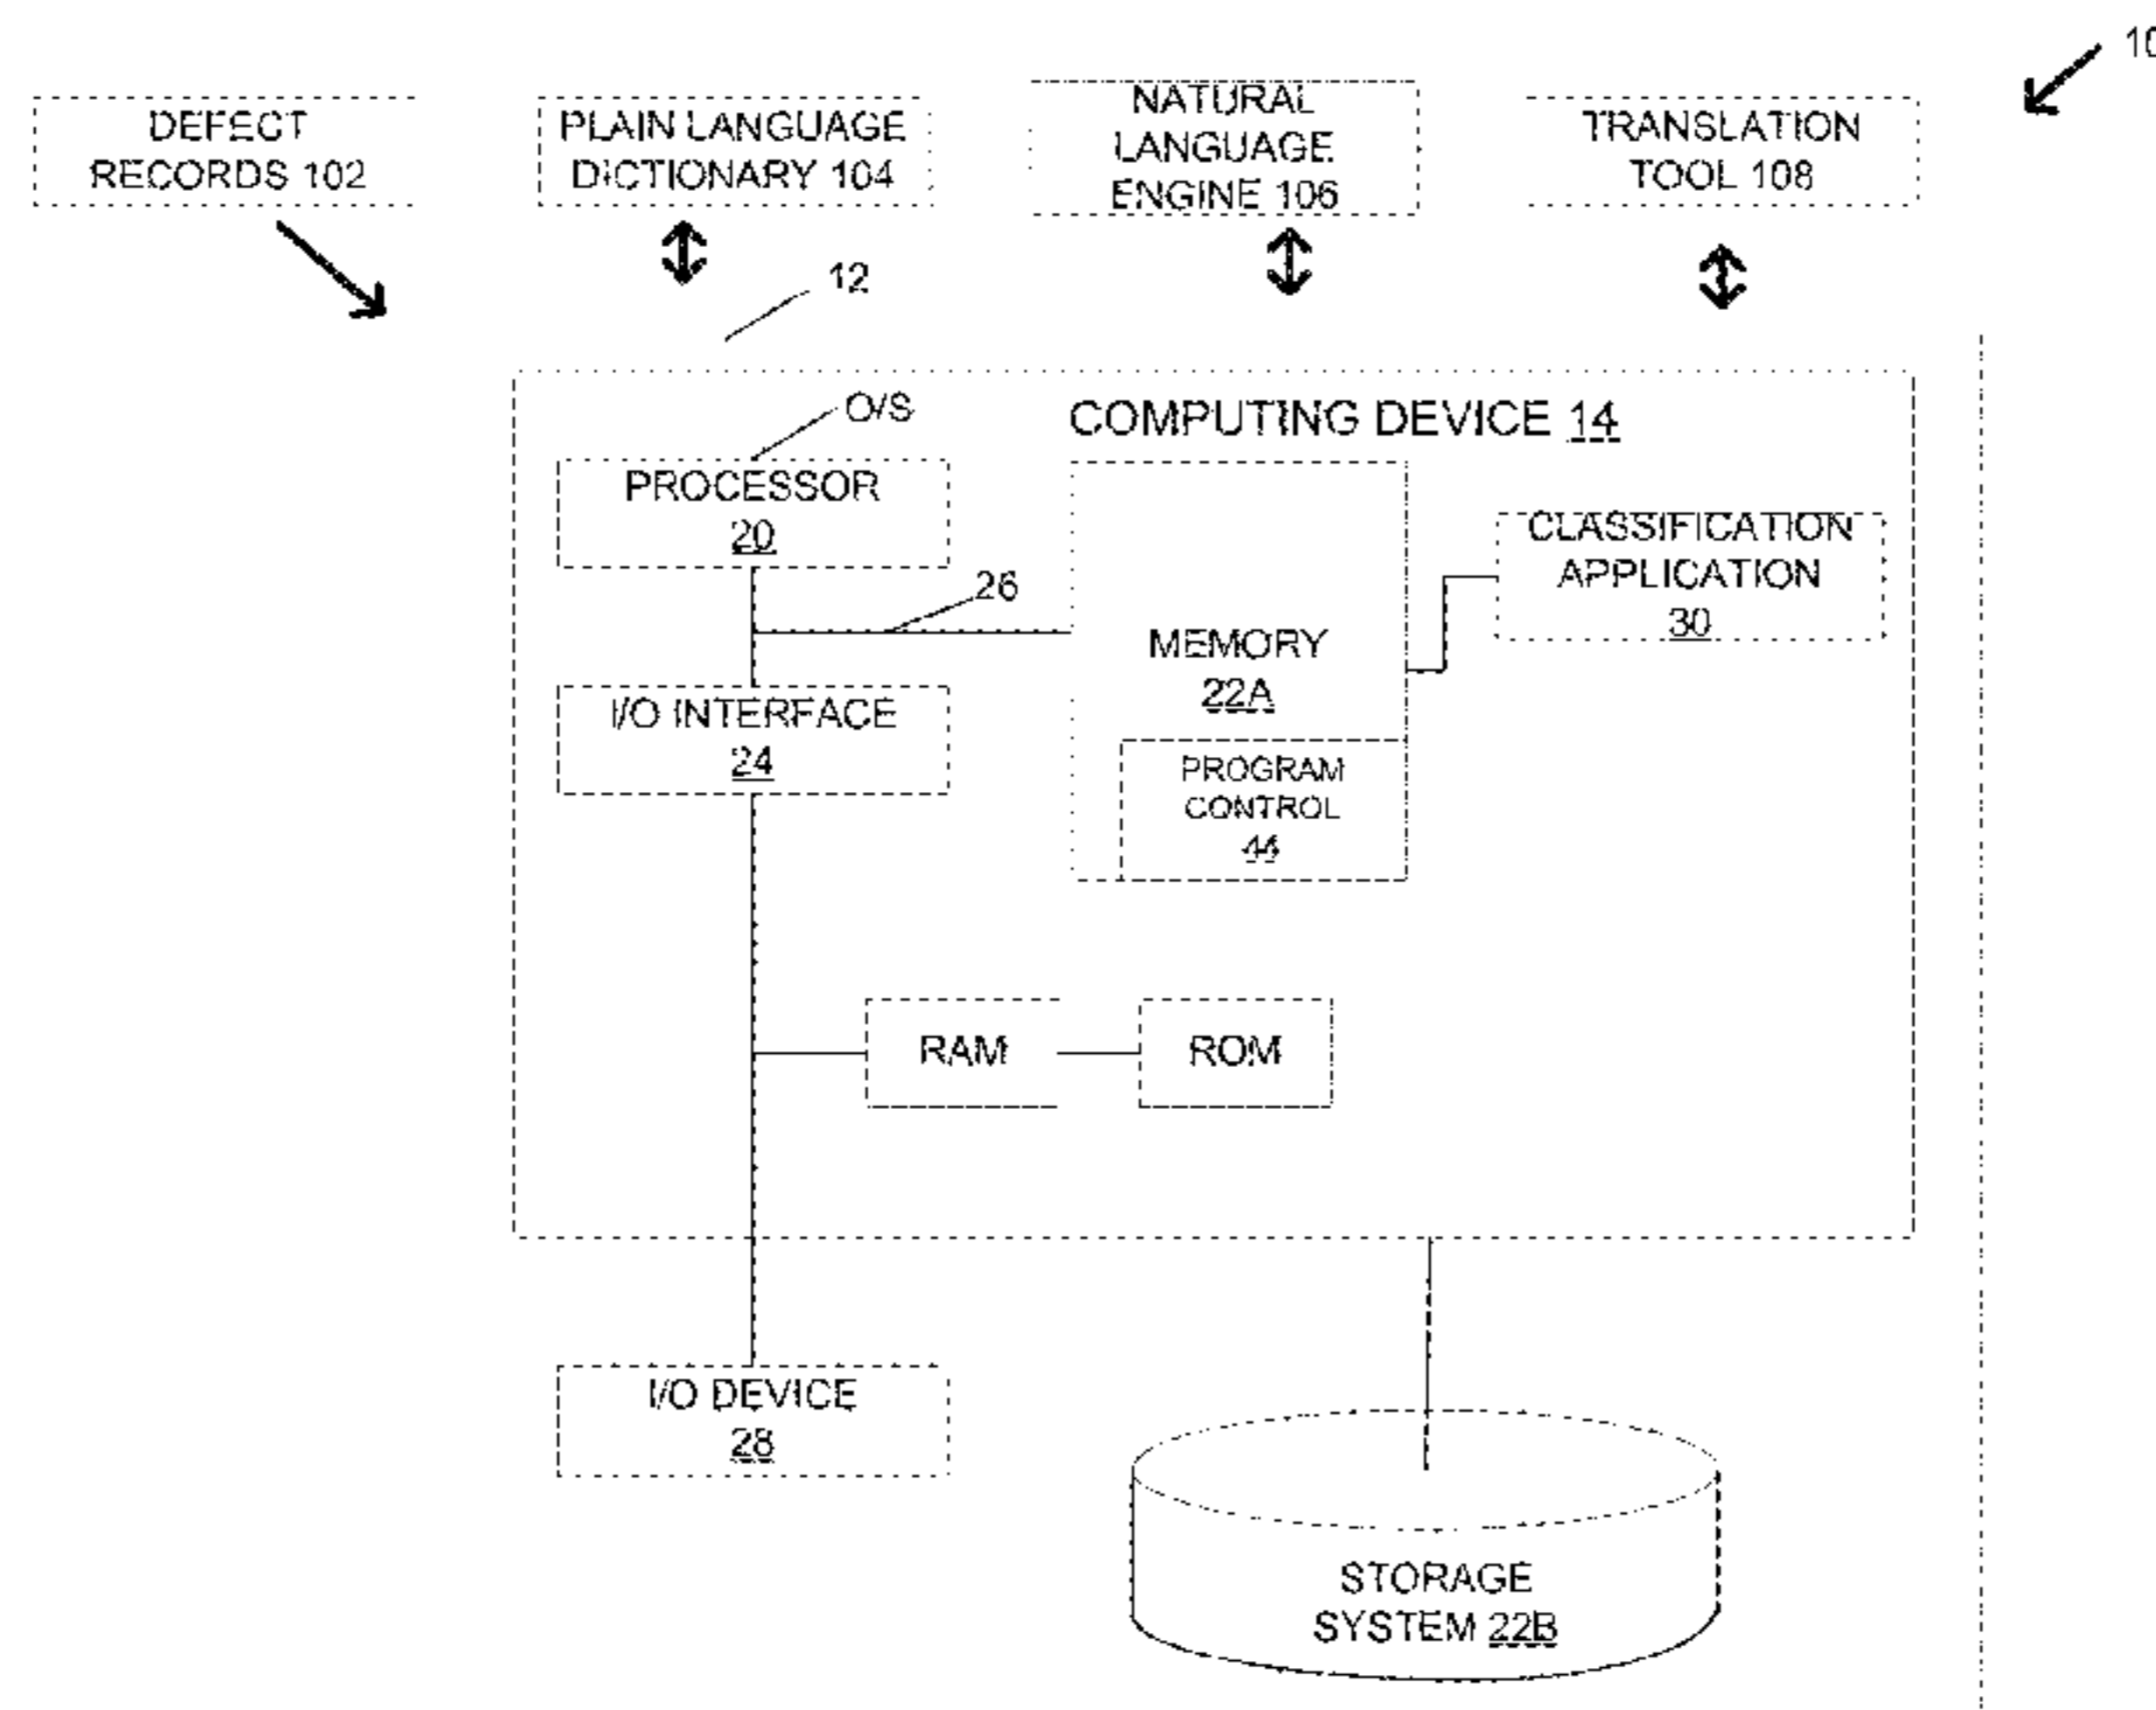 10
DEFECT
RECORDS 102
PLAIN LANGUAGE
DICTIONARY 104
NATURAL
LANGUAGE
ENGINE 106
TRANSLATION
TOOL 108
12
O/S
COMPUTING DEVICE 14
PROCESSOR
20
26
CLASSIFICATION
APPLICATION
30
MEMORY
22A
I/O INTERFACE
24
PROGRAM
CONTROL
44
RAM
ROM
I/O DEVICE
28
STORAGE
SYSTEM 22B